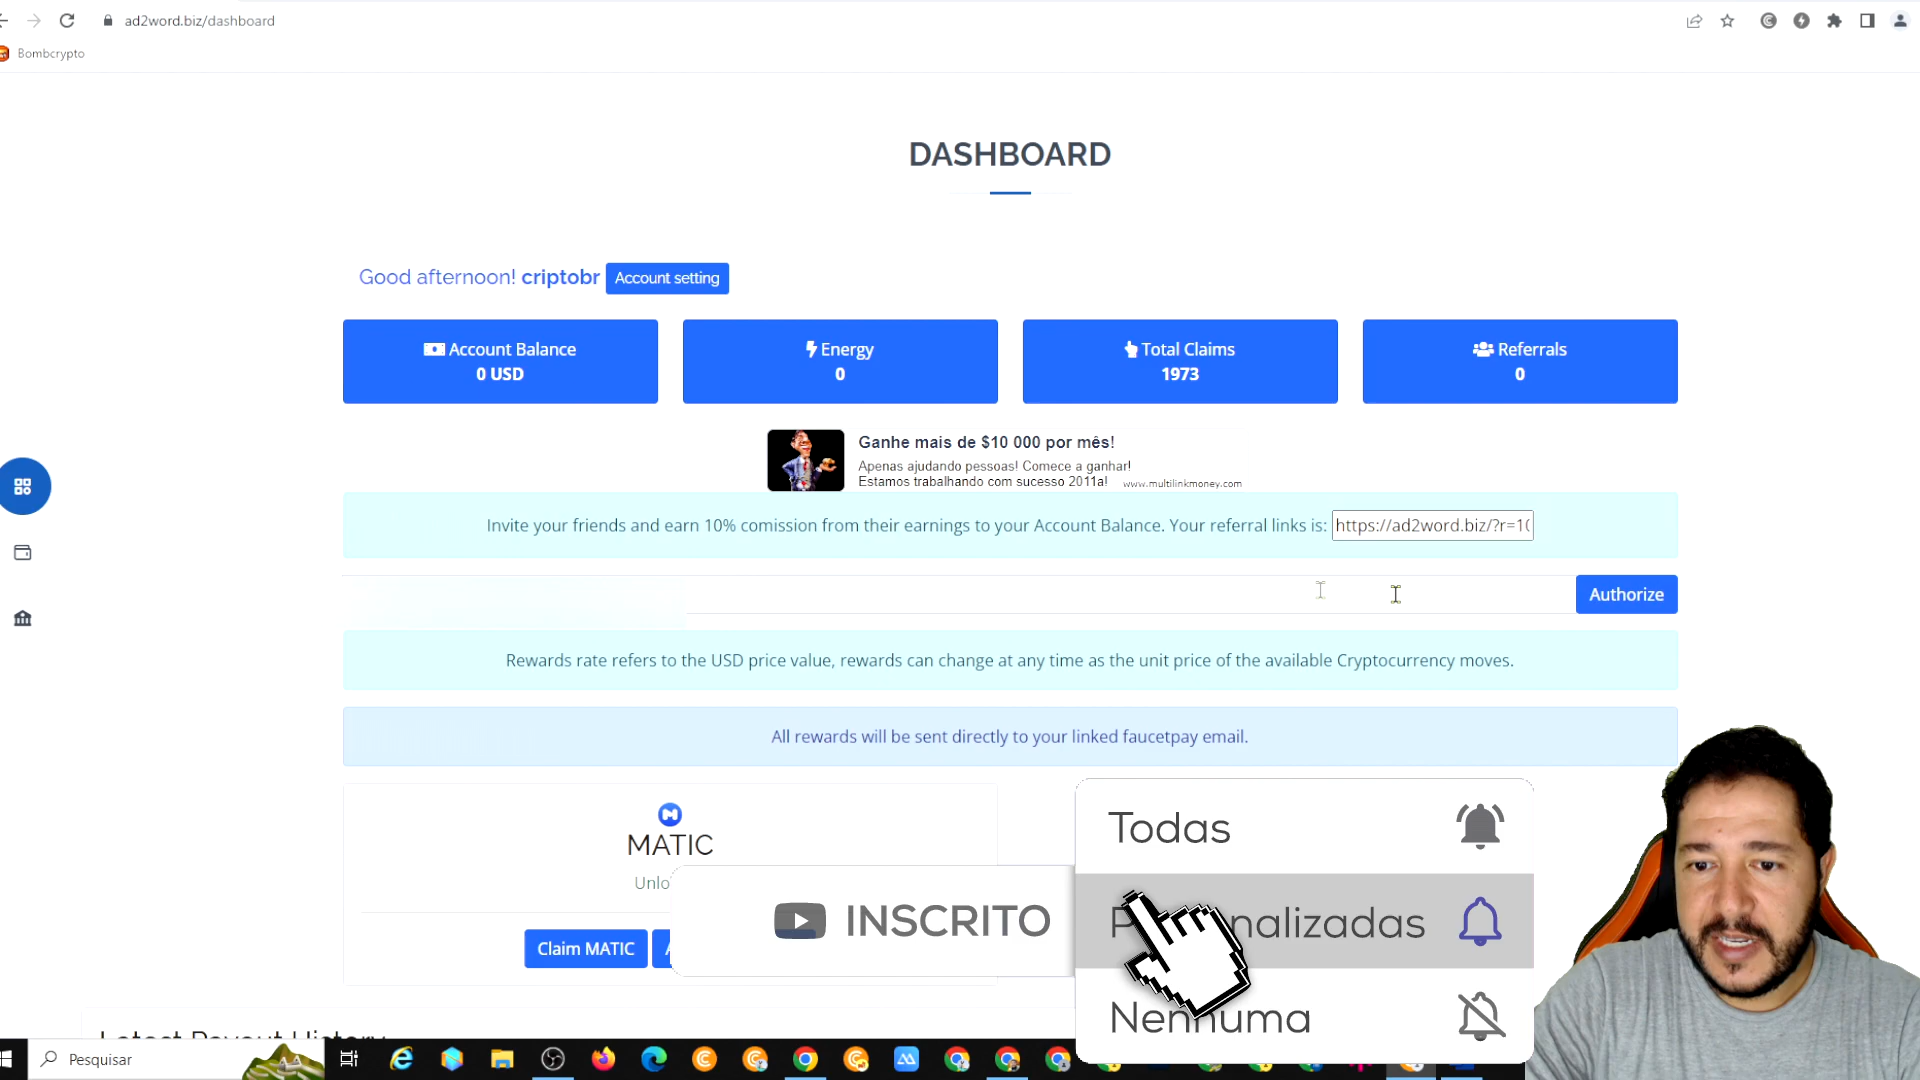 ad2word.biz/dashboard
Bombcrypto
DASHBOARD
Good afternoon! criptobr Account setting
Account Balance
0 USD
Energy
0
Total Claims
1973
Referrals
0
Ganhe mais de $10 000 por mês!
Apenas ajudando pessoas! Comece a ganhar!
Estamos trabalhando com sucesso 2011a! www.multilinkmoney.com
Invite your friends and earn 10% comission from their earnings to your Account Balance. Your referral links is: https://ad2word.biz/?r=10
Authorize
Rewards rate refers to the USD price value, rewards can change at any time as the unit price of the available Cryptocurrency moves.
All rewards will be sent directly to your linked faucetpay email.
MATIC
Claim MATIC
INSCRITO
Todas
Nenhuma
Latest Payout History
Pesquisar